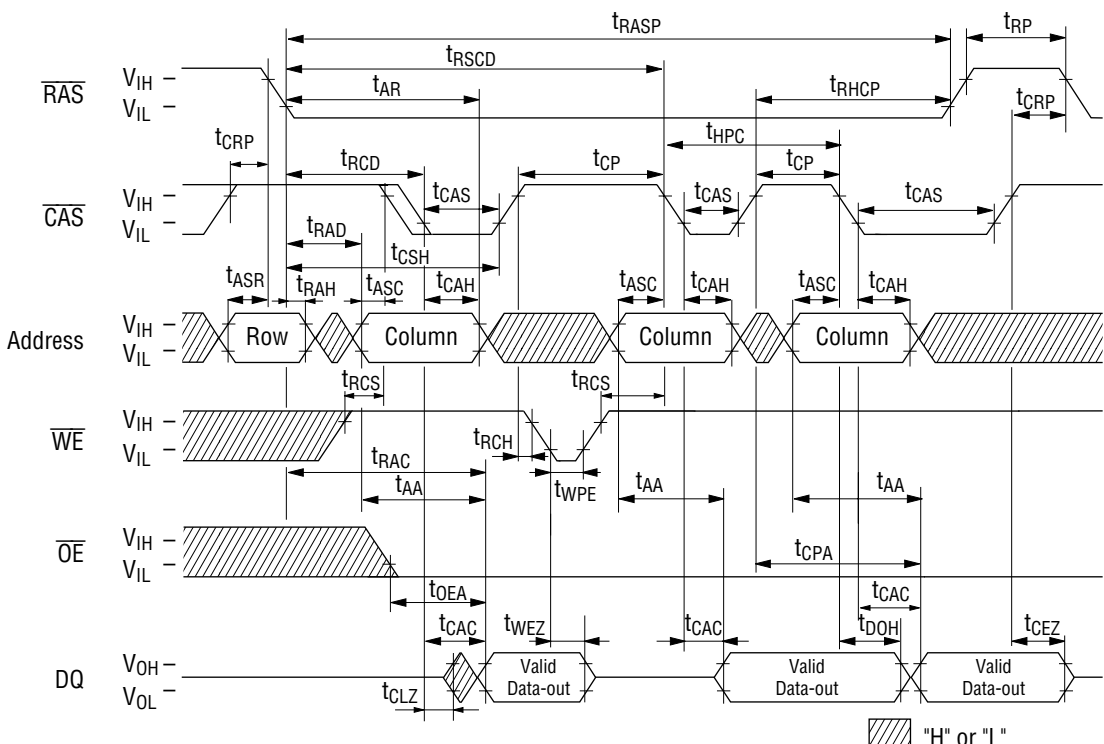 tRASP
tRP
tRSCD
tAR
tRHCP
RAS
VIH
VIL
tCRP
tCRP
tRCD
tCP
tHPC
tCP
CAS
VIH
VIL
tCAS
tCAS
tCAS
tRAD
tCSH
tASR
tRAH
tASC
tCAH
tASC
tCAH
tASC
tCAH
Address
VIH
VIL
Row
Column
Column
Column
tRCS
tRCS
WE
VIH
VIL
tRCH
tWPE
tRAC
tAA
tAA
tAA
OE
VIH
VIL
tCPA
tOEA
tCAC
tWEZ
tCAC
tCAC
tDOH
tCEZ
DQ
VOH
VOL
tCLZ
Valid
Data-out
Valid
Data-out
Valid
Data-out
"H" or "L"